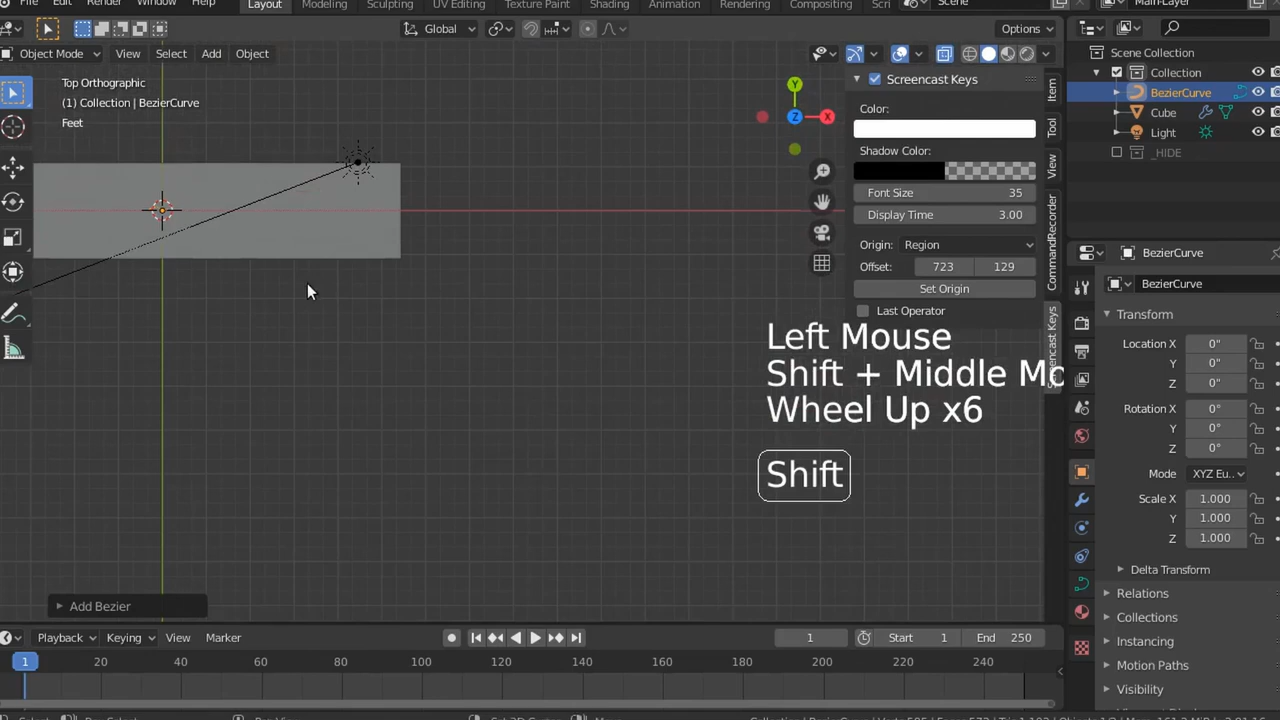 File Edit Render Window Help Layout Modeling Sculpting UV Editing Texture Paint Shading Animation Rendering Compositing Scri Scene Main-Layer
Global Options
Object Mode View Select Add Object
Top Orthographic
(1) Collection | BezierCurve
Feet
Y
Z
X
Screencast Keys
Color:
Shadow Color:
Font Size 35
Display Time 3.00
Origin: Region
Offset: 723 129
Set Origin
Last Operator
Item
Tool
View
CommandRecorder
Screencast Keys
Left Mouse
Shift + Middle Mo
Wheel Up x6
Shift
Add Bezier
Scene Collection
Collection
BezierCurve
Cube
Light
_HIDE
BezierCurve
BezierCurve
Transform
Location X 0"
Y 0"
Z 0"
Rotation X 0°
Y 0°
Z 0°
Mode XYZ Eu..
Scale X 1.000
Y 1.000
Z 1.000
Delta Transform
Relations
Collections
Instancing
Motion Paths
Visibility
Playback Keying View Marker 1 Start 1 End 250
1 20 40 60 80 100 120 140 160 180 200 220 240